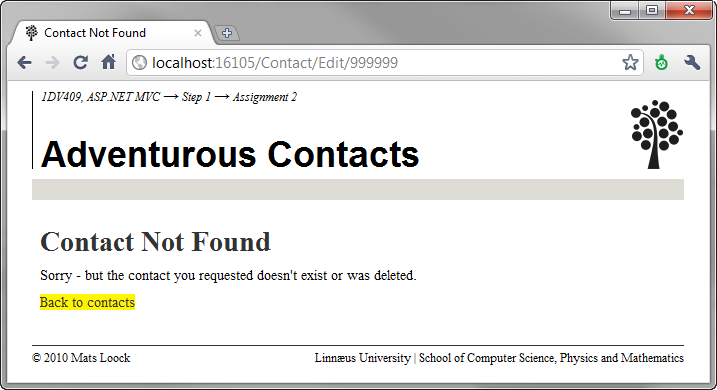 Contact Not Found
localhost:16105/Contact/Edit/999999
1DV409, ASP.NET MVC → Step 1 → Assignment 2
Adventurous Contacts
Contact Not Found
Sorry - but the contact you requested doesn't exist or was deleted.
Back to contacts
© 2010 Mats Loock
Linnæus University | School of Computer Science, Physics and Mathematics